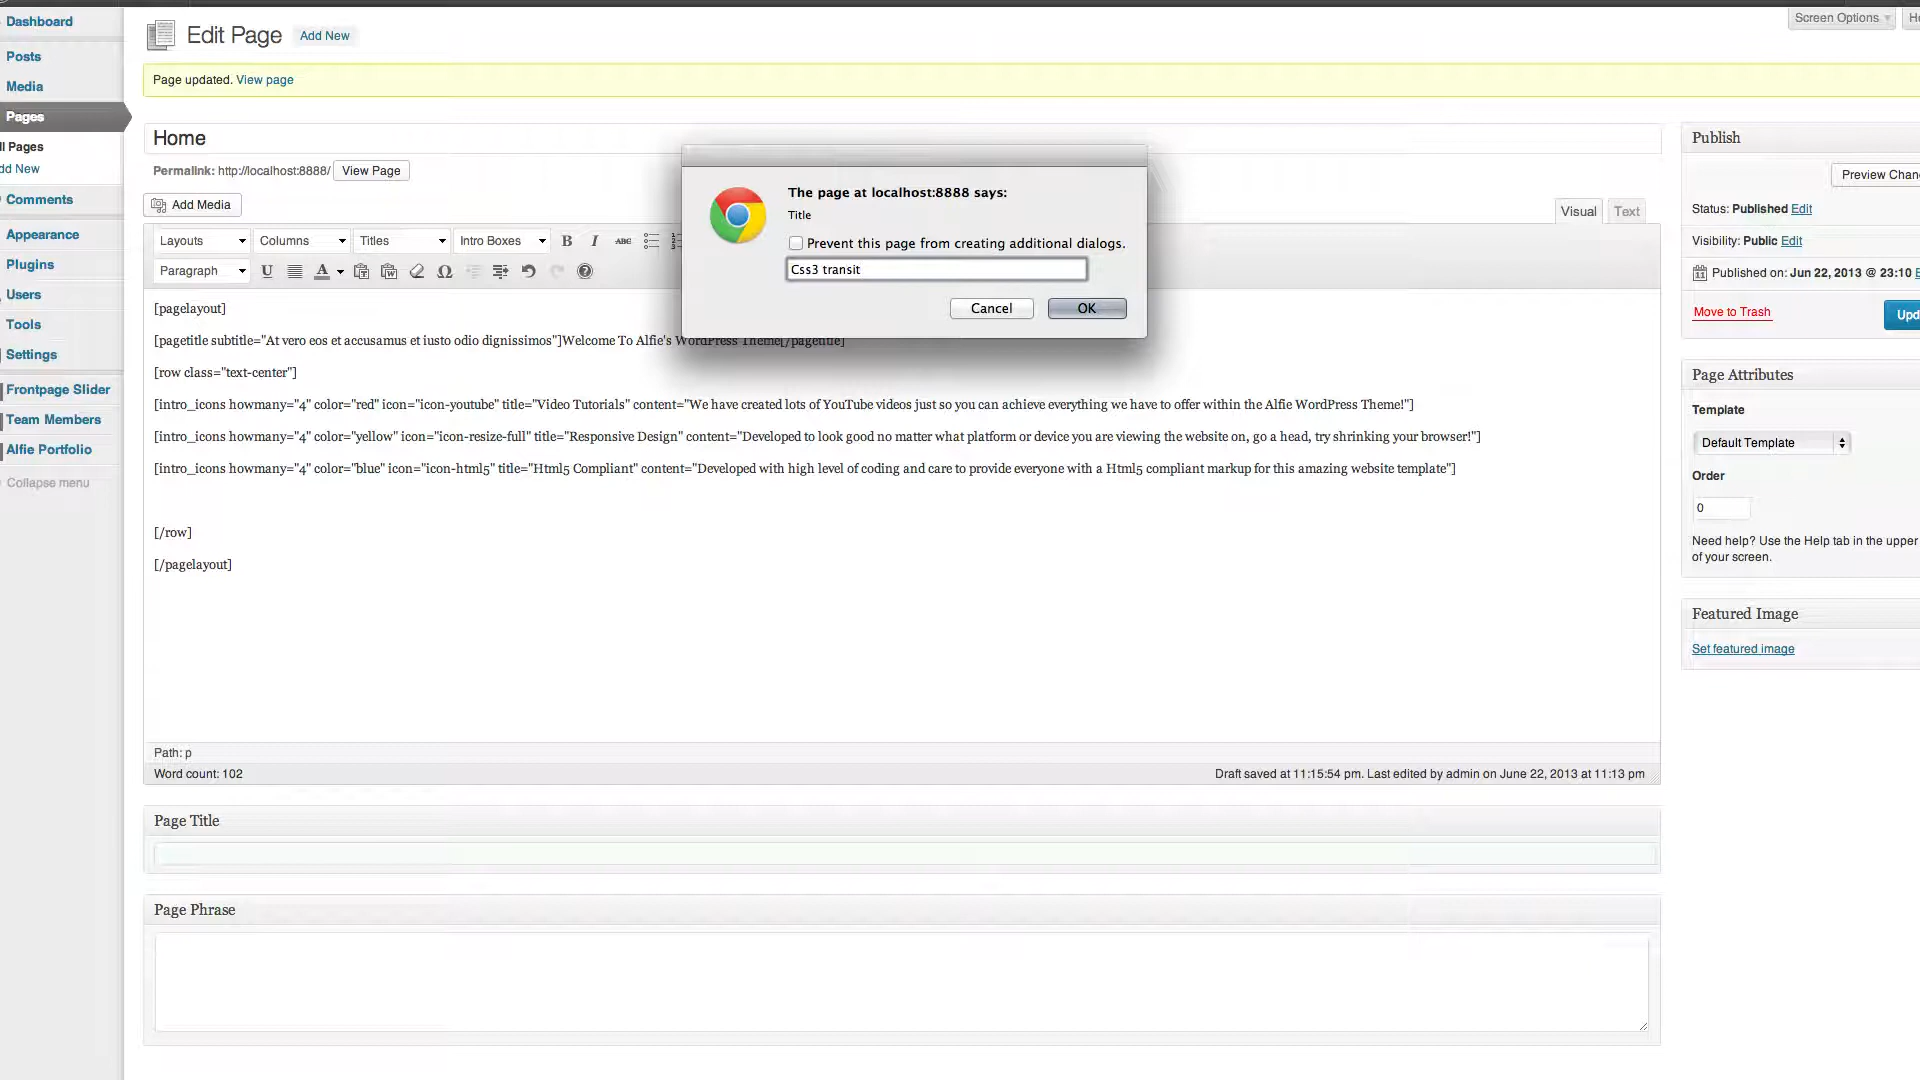 Dashboard
Posts
Media
Pages
ll Pages
dd New
Comments
Appearance
Plugins
Users
Tools
Settings
Frontpage Slider
Team Members
Alfie Portfolio
Collapse menu
Edit Page
Add New
Screen Options
He
Page updated. View page
Home
Permalink: http://localhost:8888/
View Page
Add Media
Visual
Text
Layouts
Columns
Titles
Intro Boxes
B I ABC
Paragraph
U A Ω
The page at localhost:8888 says:
Title
Prevent this page from creating additional dialogs.
Css3 transit
Cancel
OK
[pagelayout]
[pagetitle subtitle="At vero eos et accusamus et iusto odio dignissimos"]Welcome To Alfie's WordPress Theme[/pagetitle]
[row class="text-center"]
[intro_icons howmany="4" color="red" icon="icon-youtube" title="Video Tutorials" content="We have created lots of YouTube videos just so you can achieve everything we have to offer within the Alfie WordPress Theme!"]
[intro_icons howmany="4" color="yellow" icon="icon-resize-full" title="Responsive Design" content="Developed to look good no matter what platform or device you are viewing the website on, go a head, try shrinking your browser!"]
[intro_icons howmany="4" color="blue" icon="icon-html5" title="Html5 Compliant" content="Developed with high level of coding and care to provide everyone with a Html5 compliant markup for this amazing website template"]
[/row]
[/pagelayout]
Path: p
Word count: 102
Draft saved at 11:15:54 pm. Last edited by admin on June 22, 2013 at 11:13 pm
Page Title
Page Phrase
Publish
Preview Chan
Status: Published Edit
Visibility: Public Edit
Published on: Jun 22, 2013 @ 23:10 E
Move to Trash
Upd
Page Attributes
Template
Default Template
Order
0
Need help? Use the Help tab in the upper
of your screen.
Featured Image
Set featured image